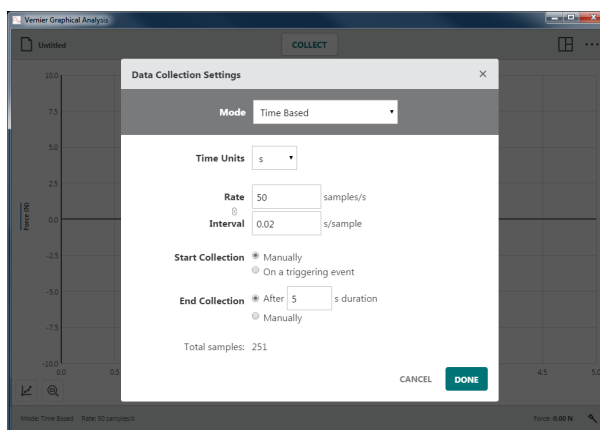 Vernier Graphical Analysis
Untitled
COLLECT
Data Collection Settings
Mode Time Based
Time Units s
Rate 50 samples/s
Interval 0.02 s/sample
Start Collection Manually
On a triggering event
End Collection After 5 s duration
Manually
Total samples: 251
CANCEL DONE
Force (N)
10.0
7.5
5.0
2.5
0.0
-2.5
-5.0
-7.5
-10.0
0.0 0.5 4.5 5.0
Mode: Time Based Rate: 50 samples/s Force: 0.00 N